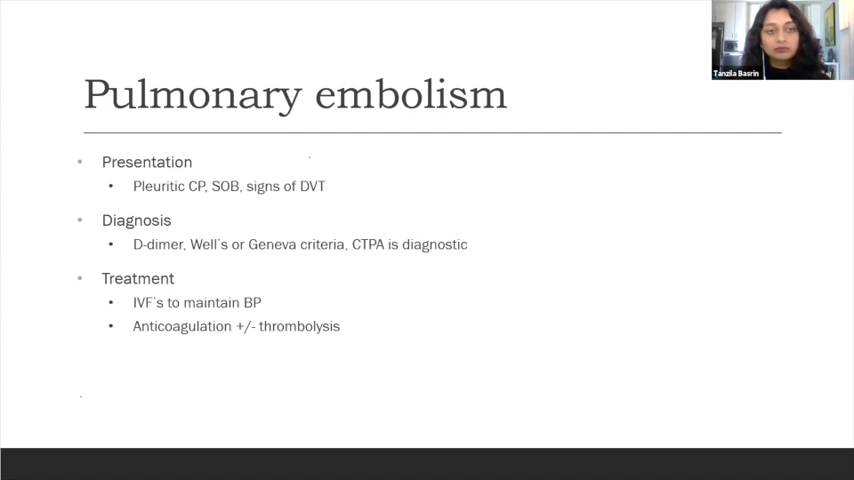 Tanzila Basrin
Pulmonary embolism
• Presentation
• Pleuritic CP, SOB, signs of DVT
• Diagnosis
• D-dimer, Well's or Geneva criteria, CTPA is diagnostic
• Treatment
• IVF's to maintain BP
• Anticoagulation +/- thrombolysis